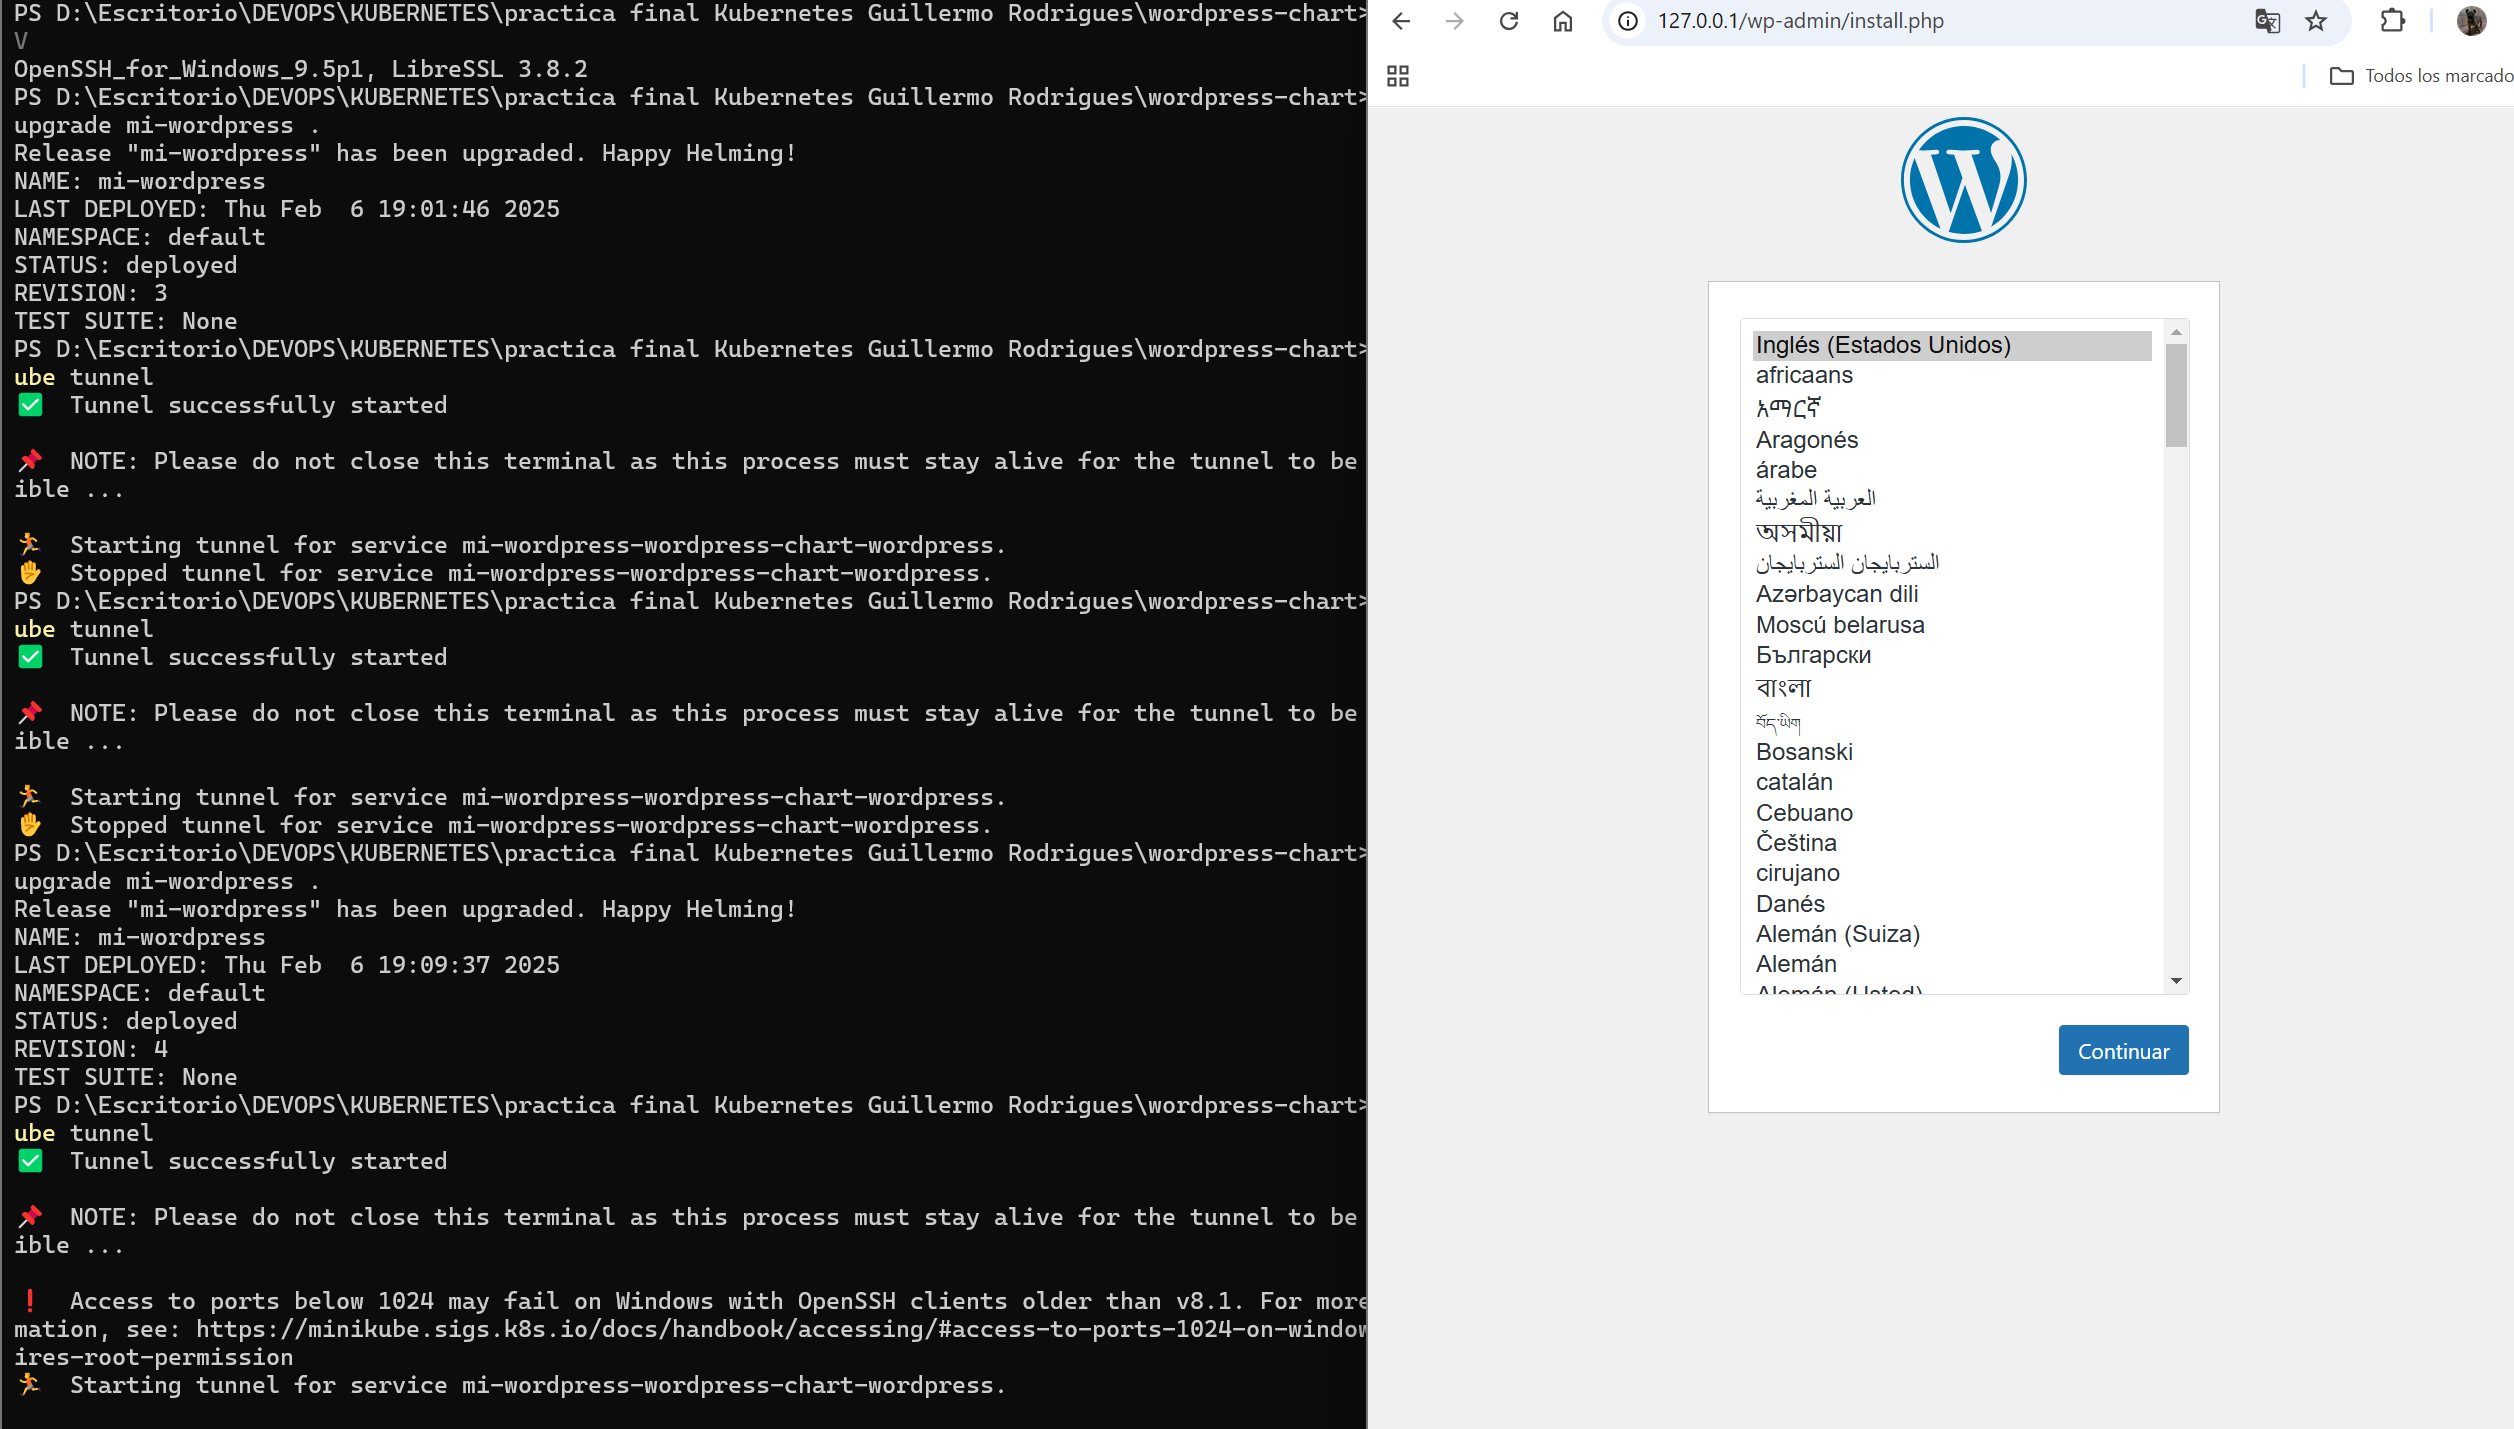 PS D:\Escritorio\DEVOPS\KUBERNETES\practica final Kubernetes Guillermo Rodrigues\wordpress-chart>
V
OpenSSH_for_Windows_9.5p1, LibreSSL 3.8.2
PS D:\Escritorio\DEVOPS\KUBERNETES\practica final Kubernetes Guillermo Rodrigues\wordpress-chart>
upgrade mi-wordpress .
Release "mi-wordpress" has been upgraded. Happy Helming!
NAME: mi-wordpress
LAST DEPLOYED: Thu Feb  6 19:01:46 2025
NAMESPACE: default
STATUS: deployed
REVISION: 3
TEST SUITE: None
PS D:\Escritorio\DEVOPS\KUBERNETES\practica final Kubernetes Guillermo Rodrigues\wordpress-chart>
ube tunnel
✅  Tunnel successfully started
📌  NOTE: Please do not close this terminal as this process must stay alive for the tunnel to be
ible ...
🏃  Starting tunnel for service mi-wordpress-wordpress-chart-wordpress.
✋  Stopped tunnel for service mi-wordpress-wordpress-chart-wordpress.
PS D:\Escritorio\DEVOPS\KUBERNETES\practica final Kubernetes Guillermo Rodrigues\wordpress-chart>
ube tunnel
✅  Tunnel successfully started
📌  NOTE: Please do not close this terminal as this process must stay alive for the tunnel to be
ible ...
🏃  Starting tunnel for service mi-wordpress-wordpress-chart-wordpress.
✋  Stopped tunnel for service mi-wordpress-wordpress-chart-wordpress.
PS D:\Escritorio\DEVOPS\KUBERNETES\practica final Kubernetes Guillermo Rodrigues\wordpress-chart>
upgrade mi-wordpress .
Release "mi-wordpress" has been upgraded. Happy Helming!
NAME: mi-wordpress
LAST DEPLOYED: Thu Feb  6 19:09:37 2025
NAMESPACE: default
STATUS: deployed
REVISION: 4
TEST SUITE: None
PS D:\Escritorio\DEVOPS\KUBERNETES\practica final Kubernetes Guillermo Rodrigues\wordpress-chart>
ube tunnel
✅  Tunnel successfully started
📌  NOTE: Please do not close this terminal as this process must stay alive for the tunnel to be
ible ...
❗  Access to ports below 1024 may fail on Windows with OpenSSH clients older than v8.1. For more
mation, see: https://minikube.sigs.k8s.io/docs/handbook/accessing/#access-to-ports-1024-on-window
ires-root-permission
🏃  Starting tunnel for service mi-wordpress-wordpress-chart-wordpress.
127.0.0.1/wp-admin/install.php
Todos los marcado
Inglés (Estados Unidos)
africaans
አማርኛ
Aragonés
árabe
العربية المغربية
অসমীয়া
الستربايجان الستربايجان
Azərbaycan dili
Moscú belarusa
Български
বাংলা
བོད་ཡིག
Bosanski
catalán
Cebuano
Čeština
cirujano
Danés
Alemán (Suiza)
Alemán
Alemán (Usted)
Continuar